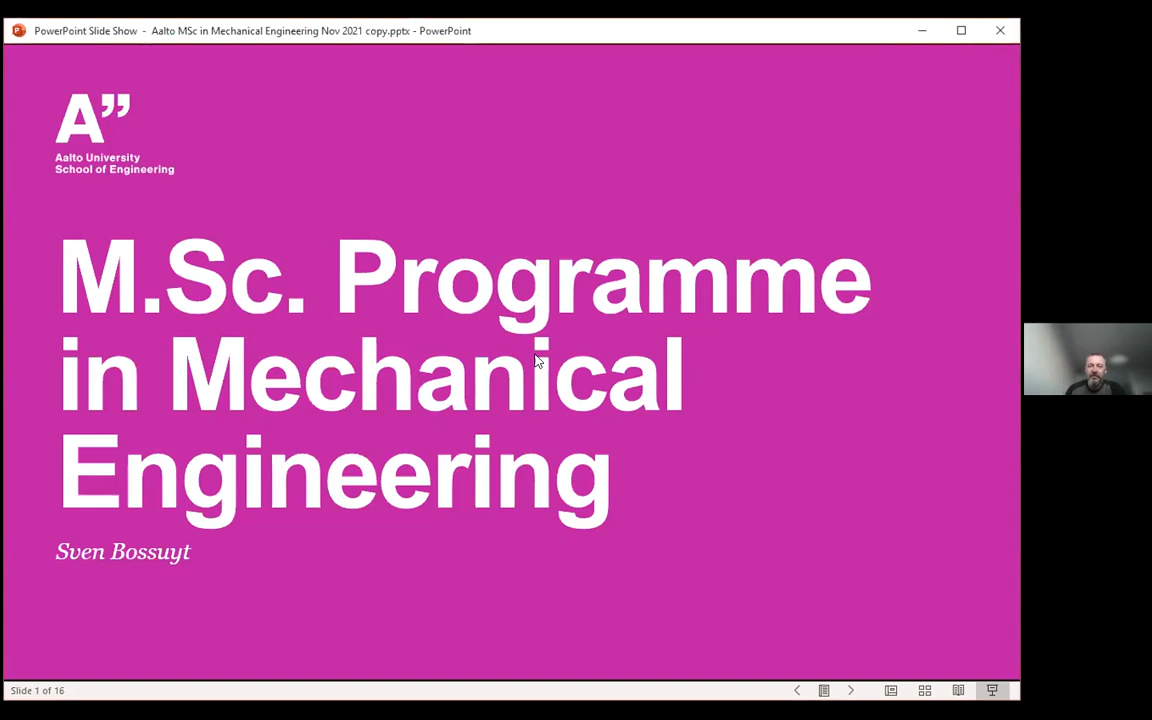 PowerPoint Slide Show - Aalto MSc in Mechanical Engineering Nov 2021 copy.pptx - PowerPoint
A”
Aalto University
School of Engineering
M.Sc. Programme
in Mechanical
Engineering
Sven Bossuyt
Slide 1 of 16